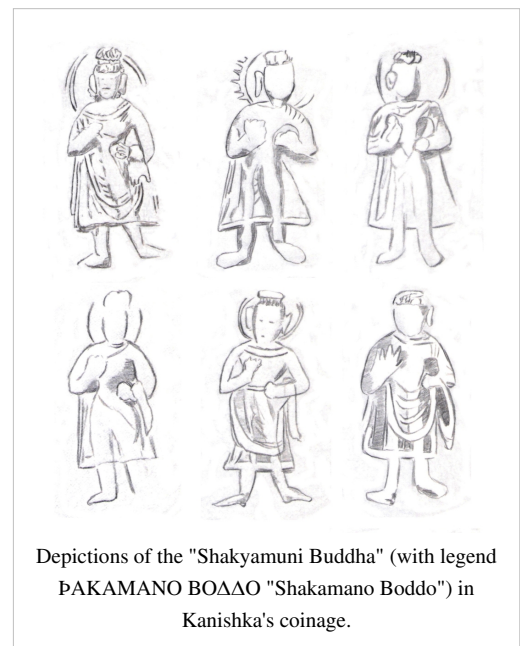 Depictions of the "Shakyamuni Buddha" (with legend
ÞAKAMANO BOΔΔO "Shakamano Boddo") in
Kanishka's coinage.